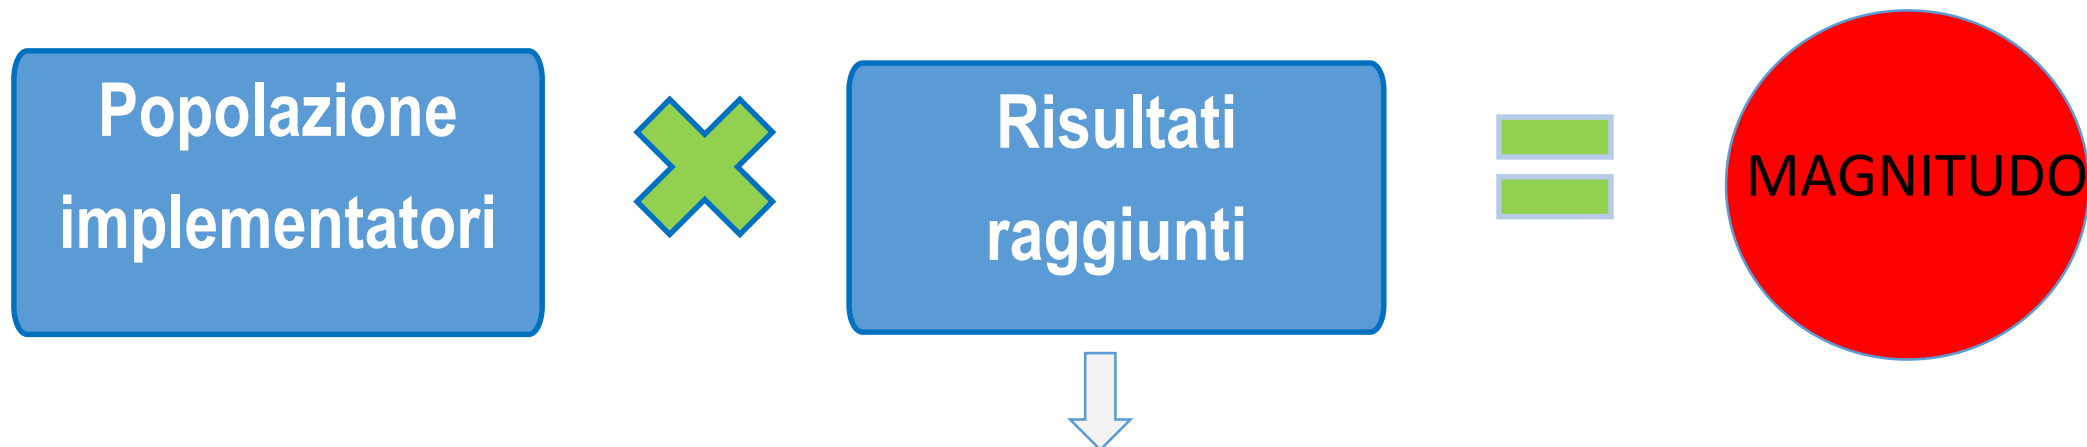 Popolazione
implementatori
Risultati
raggiunti
MAGNITUDO